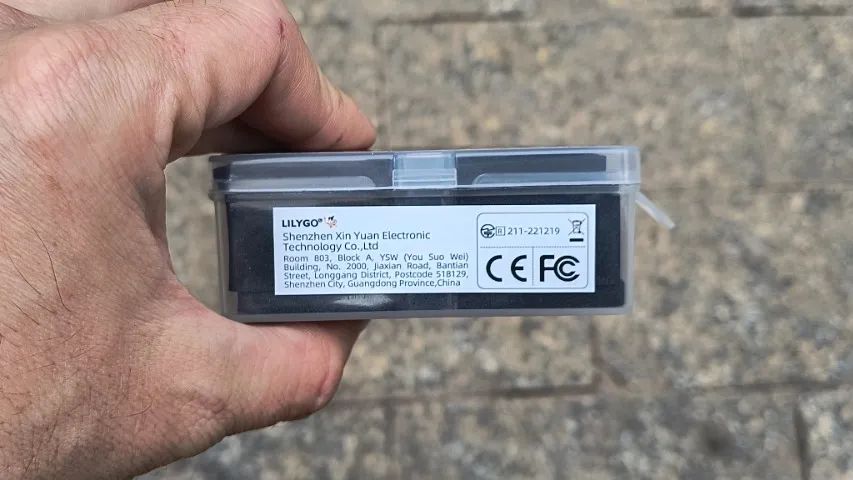 LILYGO®
Shenzhen Xin Yuan Electronic
Technology Co.,Ltd
Room 803, Block A, YSW (You Suo Wei)
Building, No. 2000, Jiaxian Road, Bantian
Street, Longgang District, Postcode 518129,
Shenzhen City, Guangdong Province,China
R 211-221219
CE FC